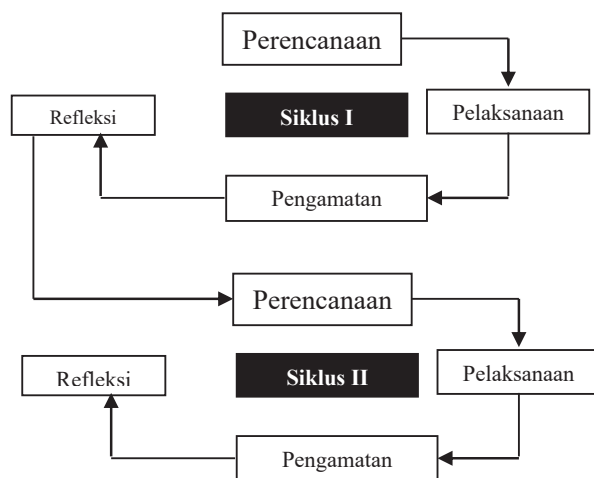 Perencanaan
Refleksi
Siklus I
Pelaksanaan
Pengamatan
Perencanaan
Refleksi
Siklus II
Pelaksanaan
Pengamatan